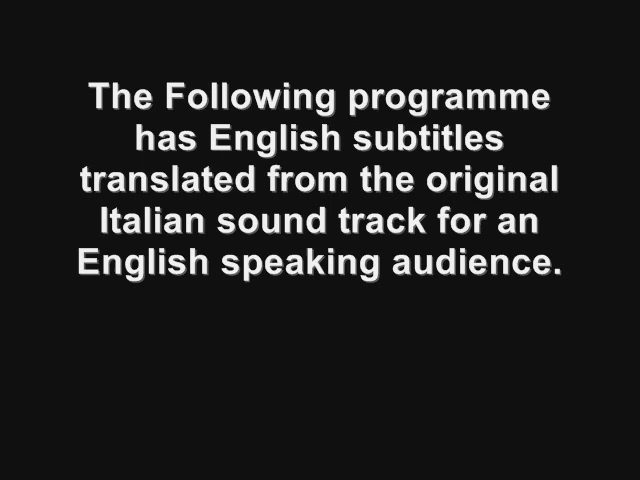 The Following programme
has English subtitles
translated from the original
Italian sound track for an
English speaking audience.